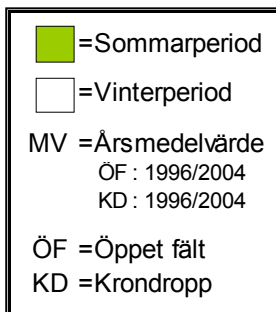 =Sommarperiod
=Vinterperiod
MV =Årsmedelvärde
ÖF : 1996/2004
KD : 1996/2004
ÖF =Öppet fält
KD =Krondropp